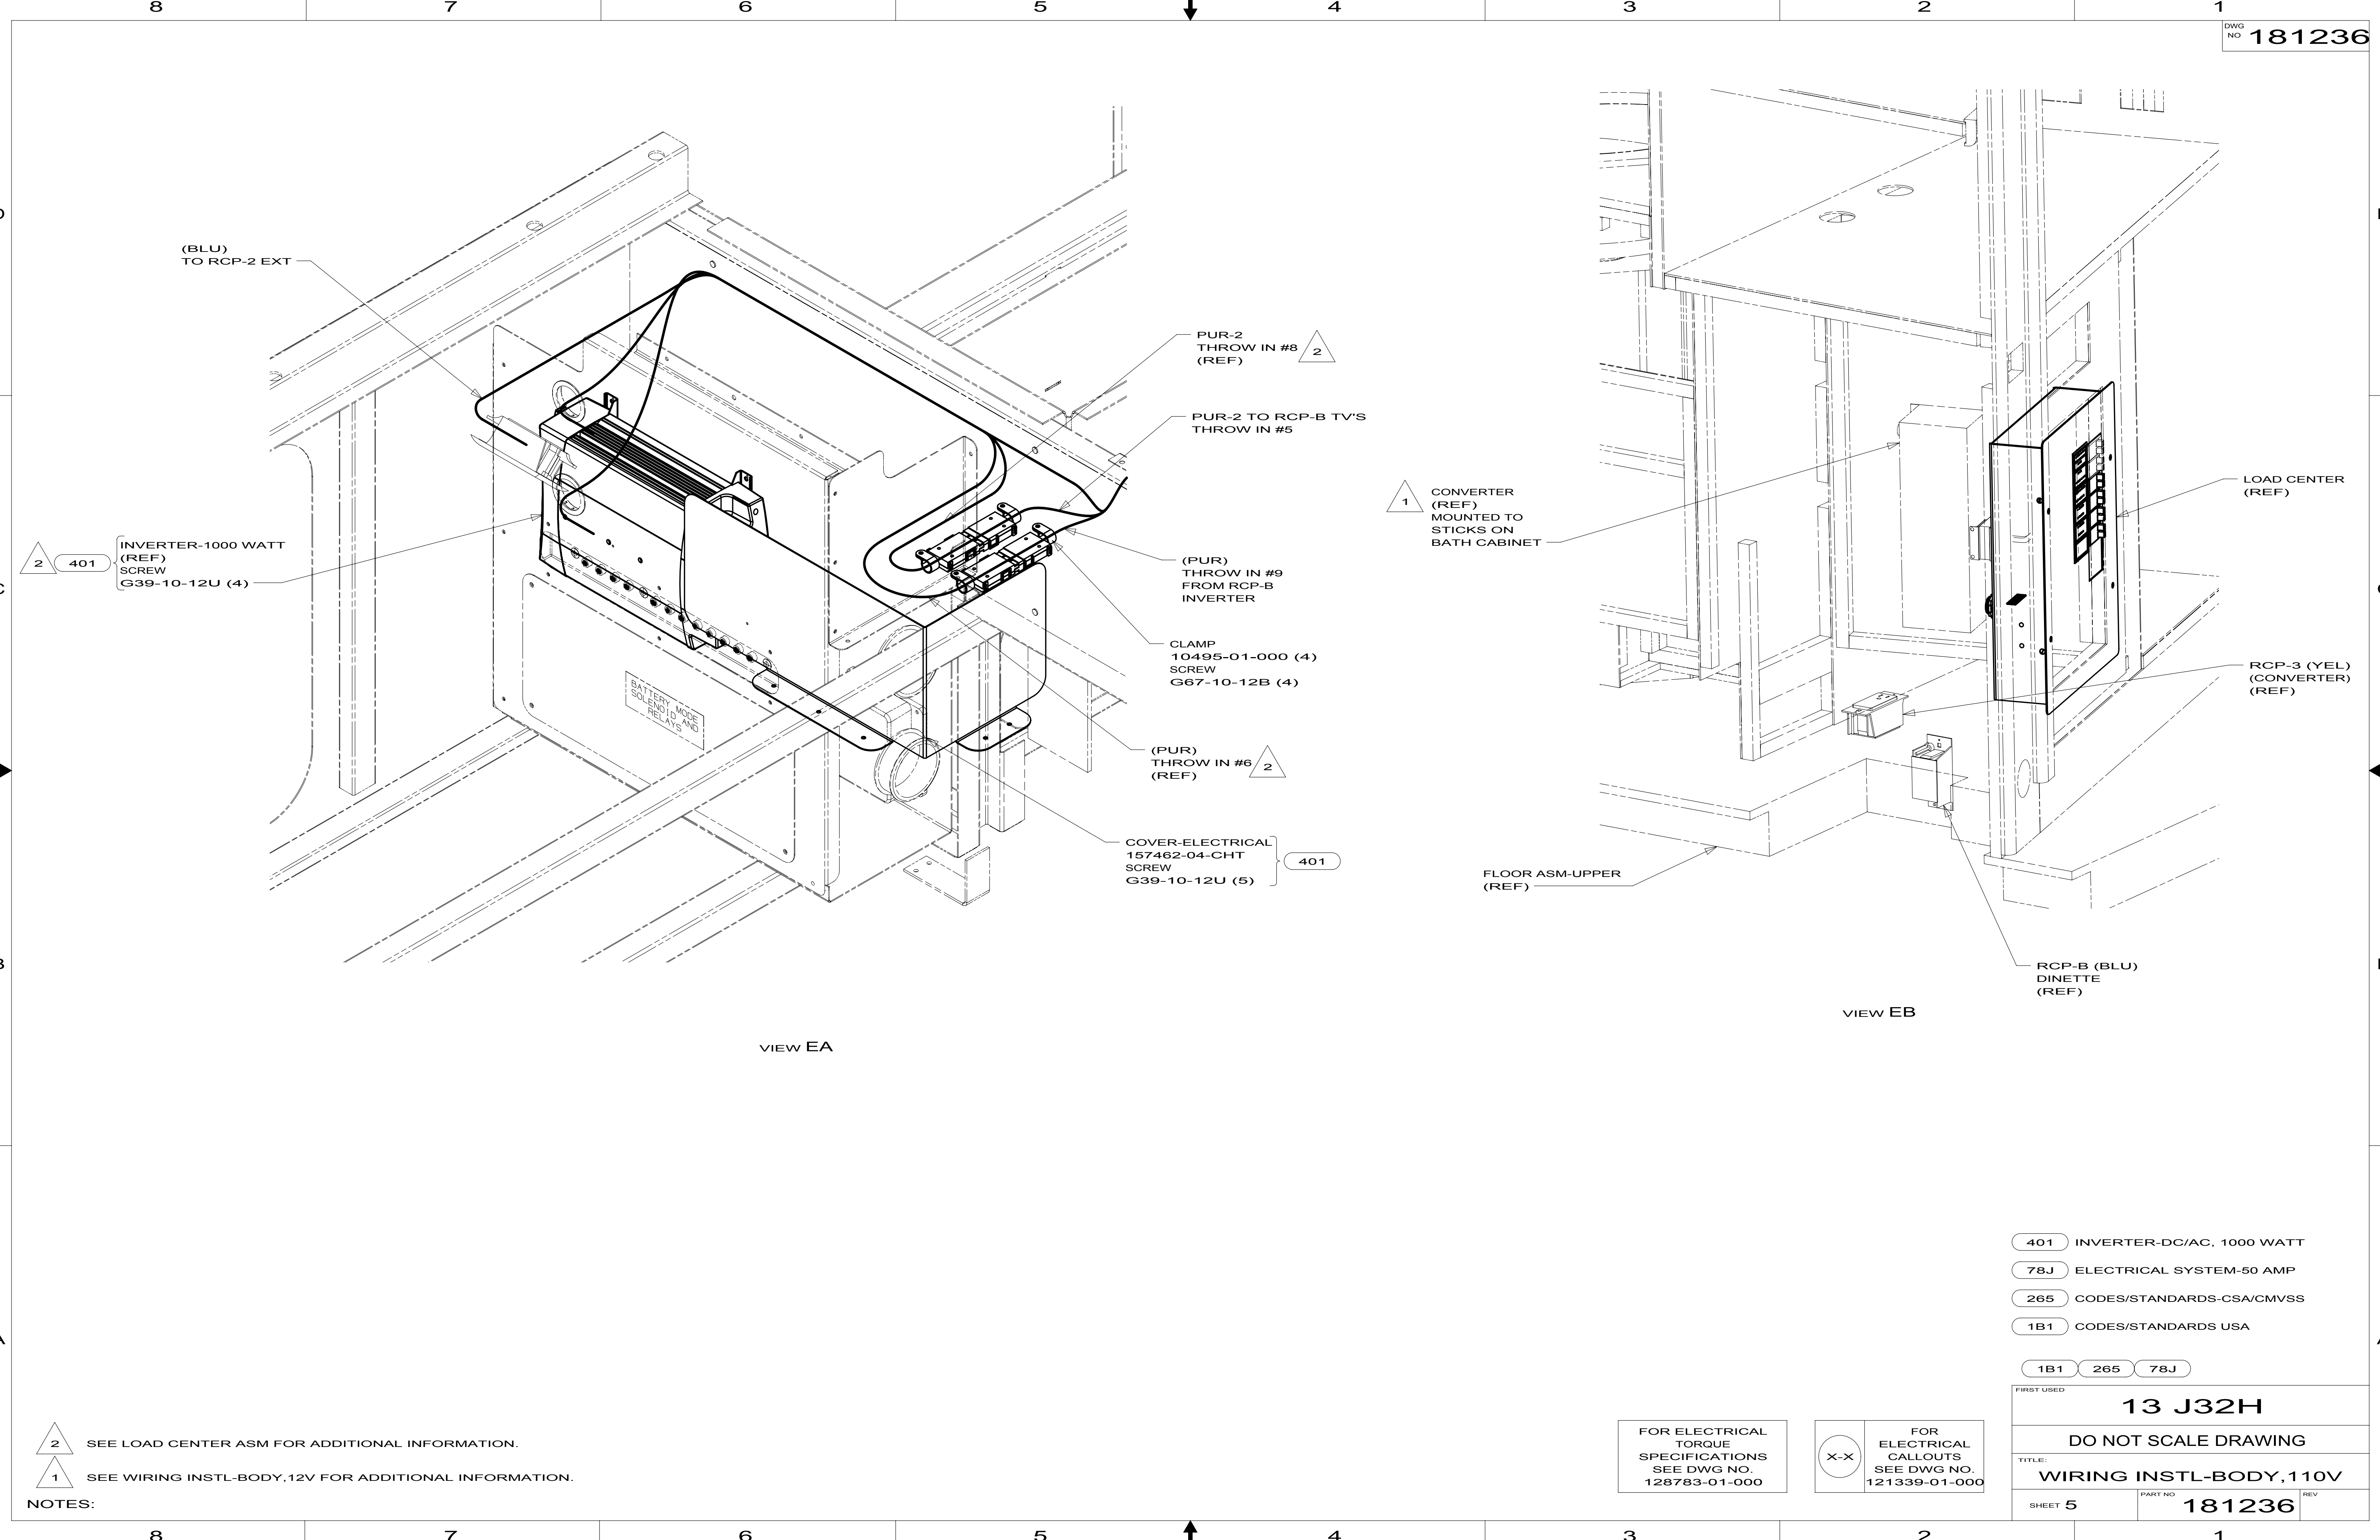 8 7 6 5 4 3 2 1
DWG
NO 181236
D
C
B
A
(BLU)
TO RCP-2 EXT
2 401
INVERTER-1000 WATT
(REF)
SCREW
G39-10-12U (4)
BATTERY MODE
SOLENOID AND
RELAYS
PUR-2
THROW IN #8
(REF)
2
PUR-2 TO RCP-B TV'S
THROW IN #5
(PUR)
THROW IN #9
FROM RCP-B
INVERTER
CLAMP
10495-01-000 (4)
SCREW
G67-10-12B (4)
(PUR)
THROW IN #6
(REF)
2
COVER-ELECTRICAL
157462-04-CHT
SCREW
G39-10-12U (5)
401
VIEW EA
1
CONVERTER
(REF)
MOUNTED TO
STICKS ON
BATH CABINET
LOAD CENTER
(REF)
RCP-3 (YEL)
(CONVERTER)
(REF)
FLOOR ASM-UPPER
(REF)
RCP-B (BLU)
DINETTE
(REF)
VIEW EB
401 INVERTER-DC/AC, 1000 WATT
78J ELECTRICAL SYSTEM-50 AMP
265 CODES/STANDARDS-CSA/CMVSS
1B1 CODES/STANDARDS USA
1B1 265 78J
2 SEE LOAD CENTER ASM FOR ADDITIONAL INFORMATION.
1 SEE WIRING INSTL-BODY,12V FOR ADDITIONAL INFORMATION.
NOTES:
FOR ELECTRICAL
TORQUE
SPECIFICATIONS
SEE DWG NO.
128783-01-000
X-X
FOR
ELECTRICAL
CALLOUTS
SEE DWG NO.
121339-01-000
FIRST USED
13 J32H
DO NOT SCALE DRAWING
TITLE:
WIRING INSTL-BODY,110V
SHEET 5
PART NO 181236
REV
8 7 6 5 4 3 2 1